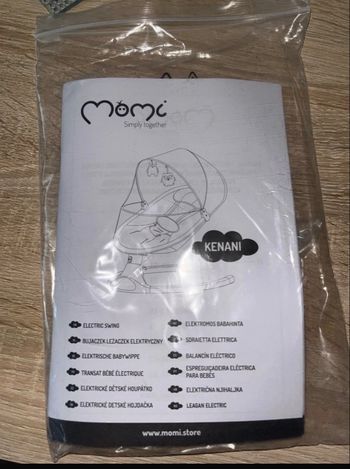 momi
Simply together
KENANI
ELECTRIC SWING
BUJACZEK LEŻACZEK ELEKTRYCZNY
ELEKTRISCHE BABYWIPPE
TRANSAT BÉBÉ ÉLECTRIQUE
ELEKTRICKÉ DĚTSKÉ HOUPÁTKO
ELEKTRICKÉ DETSKÉ HOJDAČKA
ELEKTROMOS BABAHINTA
SDRAIETTA ELETTRICA
BALANCÍN ELÉCTRICO
ESPREGUIÇADEIRA ELÉCTRICA
PARA BEBÉS
ELEKTRIČNA NJIHALJKA
LEAGAN ELECTRIC
www.momi.store